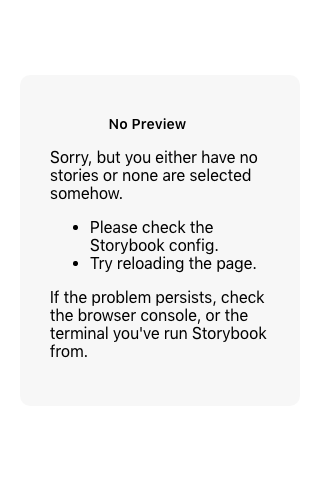 No Preview
Sorry, but you either have no
stories or none are selected
somehow.
• Please check the
Storybook config.
• Try reloading the page.
If the problem persists, check
the browser console, or the
terminal you've run Storybook
from.